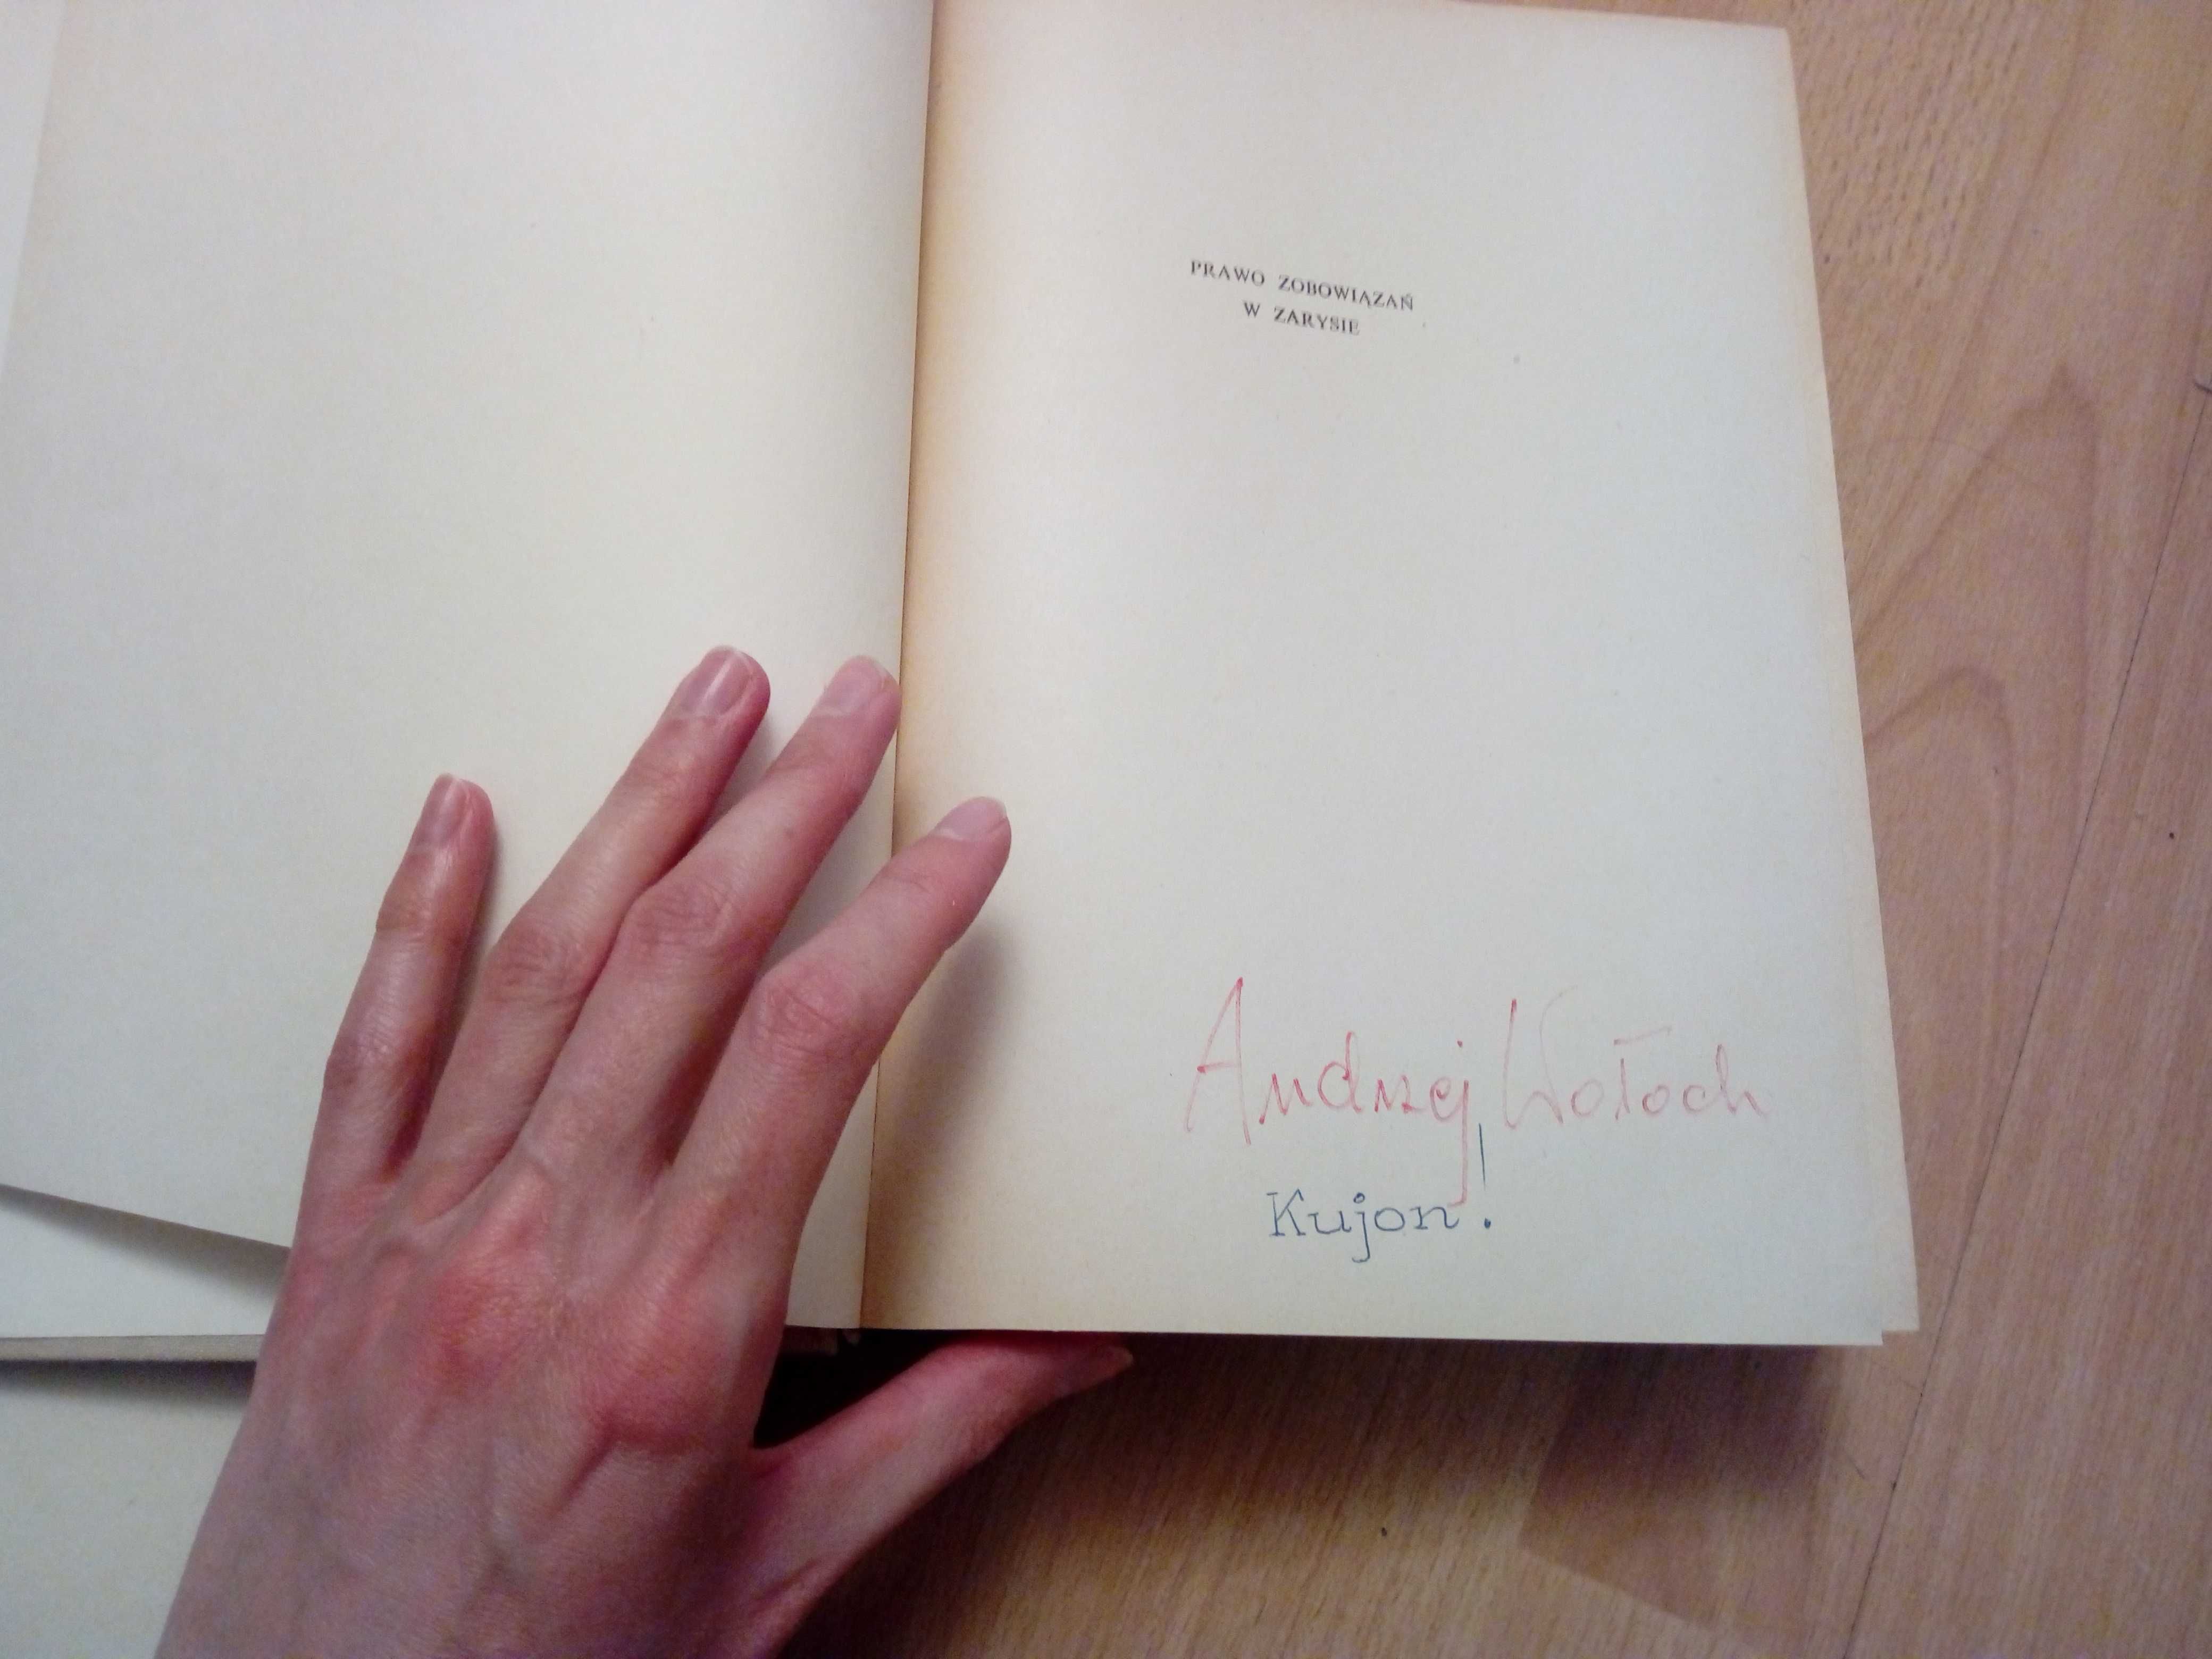 PRAWO ZOBOWIĄZAŃ
W ZARYSIE
Andrzej Wołoch
Kujon!